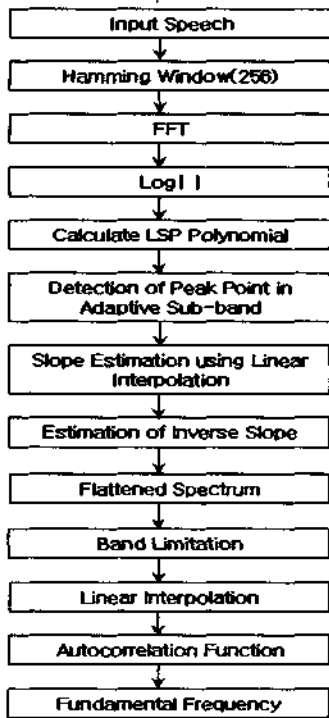 Input Speech
Hamming Window(256)
FFT
Log| |
Calculate LSP Polynomial
Detection of Peak Point in
Adaptive Sub-band
Slope Estimation using Linear
Interpolation
Estimation of Inverse Slope
Flattened Spectrum
Band Limitation
Linear Interpolation
Autocorrelation Function
Fundamental Frequency